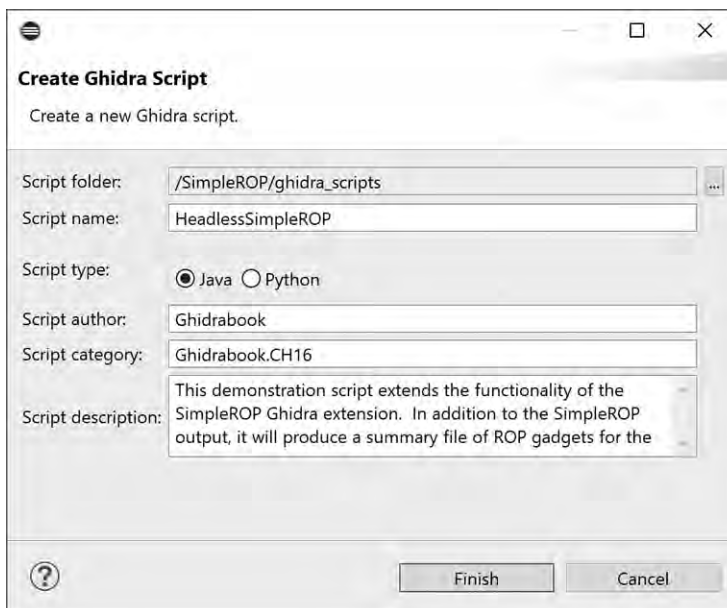 Create Ghidra Script
Create a new Ghidra script.
Script folder: /SimpleROP/ghidra_scripts ...
Script name: HeadlessSimpleROP
Script type: Java Python
Script author: Ghidrabook
Script category: Ghidrabook.CH16
Script description: This demonstration script extends the functionality of the
SimpleROP Ghidra extension. In addition to the SimpleROP
output, it will produce a summary file of ROP gadgets for the
? Finish Cancel